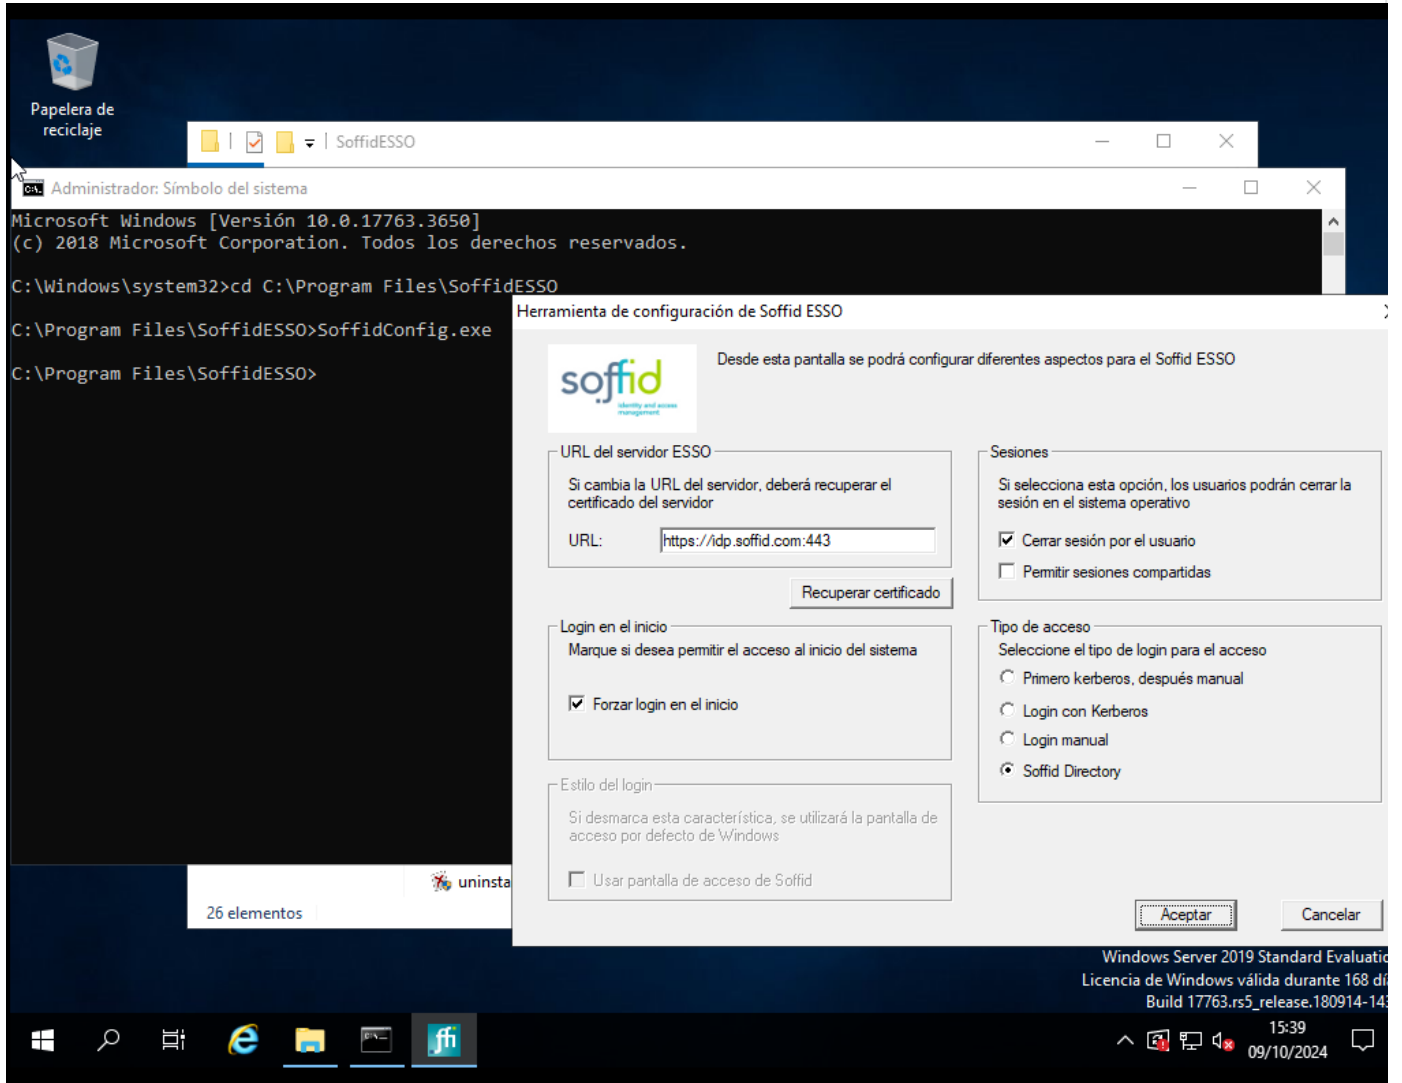 Papelera de
reciclaje
SoffidESSO
Administrador: Símbolo del sistema
Microsoft Windows [Versión 10.0.17763.3650]
(c) 2018 Microsoft Corporation. Todos los derechos reservados.
C:\Windows\system32>cd C:\Program Files\SoffidESSO
C:\Program Files\SoffidESSO>SoffidConfig.exe
C:\Program Files\SoffidESSO>
Herramienta de configuración de Soffid ESSO
soffid
identity and access
management
Desde esta pantalla se podrá configurar diferentes aspectos para el Soffid ESSO
URL del servidor ESSO
Si cambia la URL del servidor, deberá recuperar el
certificado del servidor
URL:
https://idp.soffid.com:443
Recuperar certificado
Sesiones
Si selecciona esta opción, los usuarios podrán cerrar la
sesión en el sistema operativo
Cerrar sesión por el usuario
Permitir sesiones compartidas
Login en el inicio
Marque si desea permitir el acceso al inicio del sistema
Forzar login en el inicio
Tipo de acceso
Seleccione el tipo de login para el acceso
Primero kerberos, después manual
Login con Kerberos
Login manual
Soffid Directory
Estilo del login
Si desmarca esta característica, se utilizará la pantalla de
acceso por defecto de Windows
Usar pantalla de acceso de Soffid
Aceptar
Cancelar
uninsta
26 elementos
Windows Server 2019 Standard Evaluatio
Licencia de Windows válida durante 168 dí
Build 17763.rs5_release.180914-143
ffi
15:39
09/10/2024